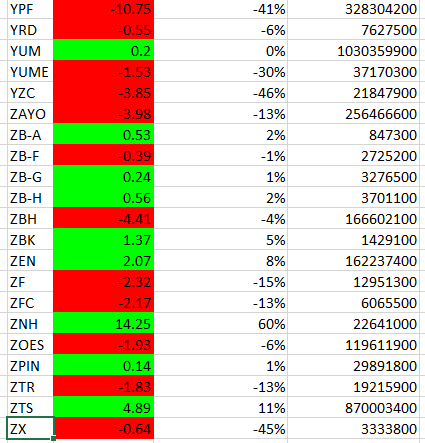 YPF -10.75 -41% 328304200
YRD -0.55 -6% 7627500
YUM 0.2 0% 1030359900
YUME -1.53 -30% 37170300
YZC -3.85 -46% 21847900
ZAYO -3.98 -13% 256466600
ZB-A 0.53 2% 847300
ZB-F -0.39 -1% 2725200
ZB-G 0.24 1% 3276500
ZB-H 0.56 2% 3701100
ZBH -4.41 -4% 166602100
ZBK 1.37 5% 1429100
ZEN 2.07 8% 162237400
ZF -2.32 -15% 12951300
ZFC -2.17 -13% 6065500
ZNH 14.25 60% 22641000
ZOES -1.93 -6% 119611900
ZPIN 0.14 1% 29891800
ZTR -1.83 -13% 19215900
ZTS 4.89 11% 870003400
ZX -0.64 -45% 3333800